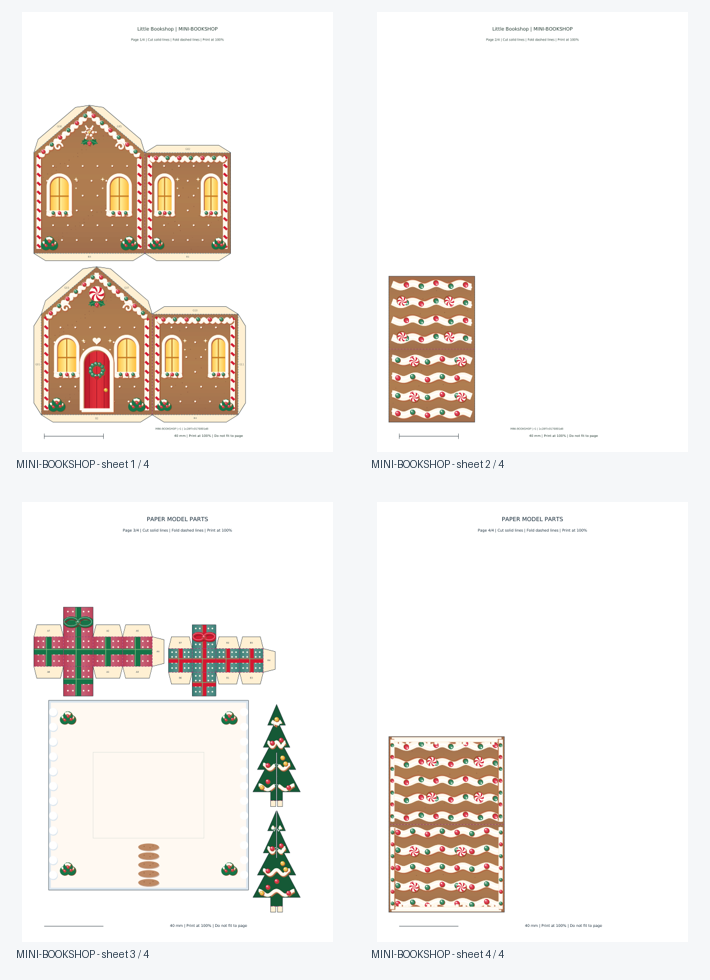 Little Bookshop | MINI-BOOKSHOP
Page 1/4 | Cut solid lines | Fold dashed lines | Print at 100%
40 mm | Print at 100% | Do not fit to page
MINI-BOOKSHOP - sheet 1 / 4
Little Bookshop | MINI-BOOKSHOP
Page 2/4 | Cut solid lines | Fold dashed lines | Print at 100%
40 mm | Print at 100% | Do not fit to page
MINI-BOOKSHOP - sheet 2 / 4
PAPER MODEL PARTS
Page 3/4 | Cut solid lines | Fold dashed lines | Print at 100%
40 mm | Print at 100% | Do not fit to page
MINI-BOOKSHOP - sheet 3 / 4
PAPER MODEL PARTS
Page 4/4 | Cut solid lines | Fold dashed lines | Print at 100%
40 mm | Print at 100% | Do not fit to page
MINI-BOOKSHOP - sheet 4 / 4